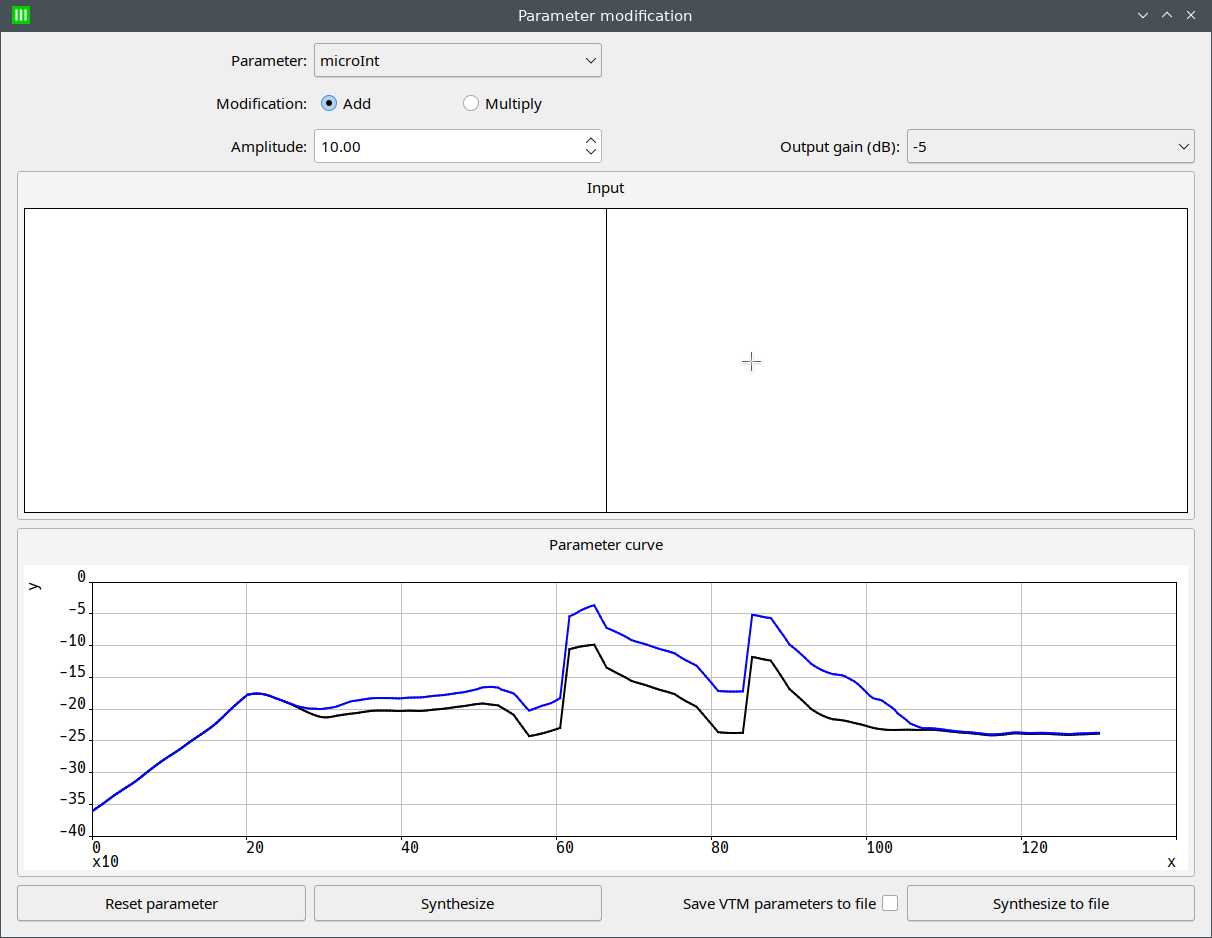 Parameter modification
Parameter: microInt
Modification: Add Multiply
Amplitude: 10.00 Output gain (dB): -5
Input
Parameter curve
y
0
-5
-10
-15
-20
-25
-30
-35
-40
0 20 40 60 80 100 120
x10 x
Reset parameter Synthesize Save VTM parameters to file Synthesize to file